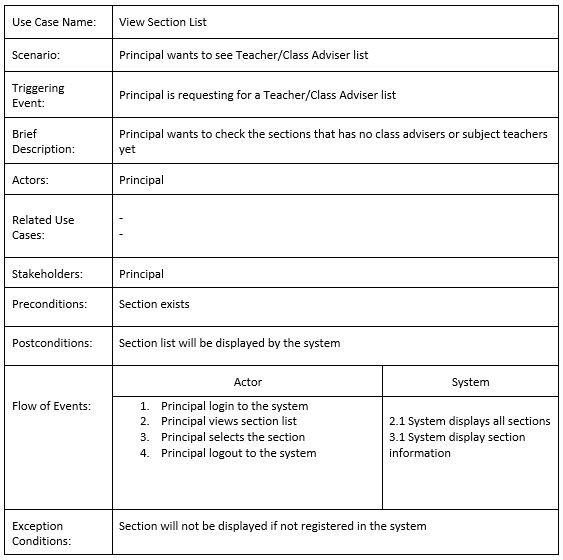 Use Case Name: View Section List
Scenario: Principal wants to see Teacher/Class Adviser list
Triggering
Event: Principal is requesting for a Teacher/Class Adviser list
Brief
Description: Principal wants to check the sections that has no class advisers or subject teachers
yet
Actors: Principal
Related Use
Cases:
-
-
Stakeholders: Principal
Preconditions: Section exists
Postconditions: Section list will be displayed by the system
Flow of Events:
Actor
1. Principal login to the system
2. Principal views section list
3. Principal selects the section
4. Principal logout to the system
System
2.1 System displays all sections
3.1 System display section
information
Exception
Conditions:
Section will not be displayed if not registered in the system